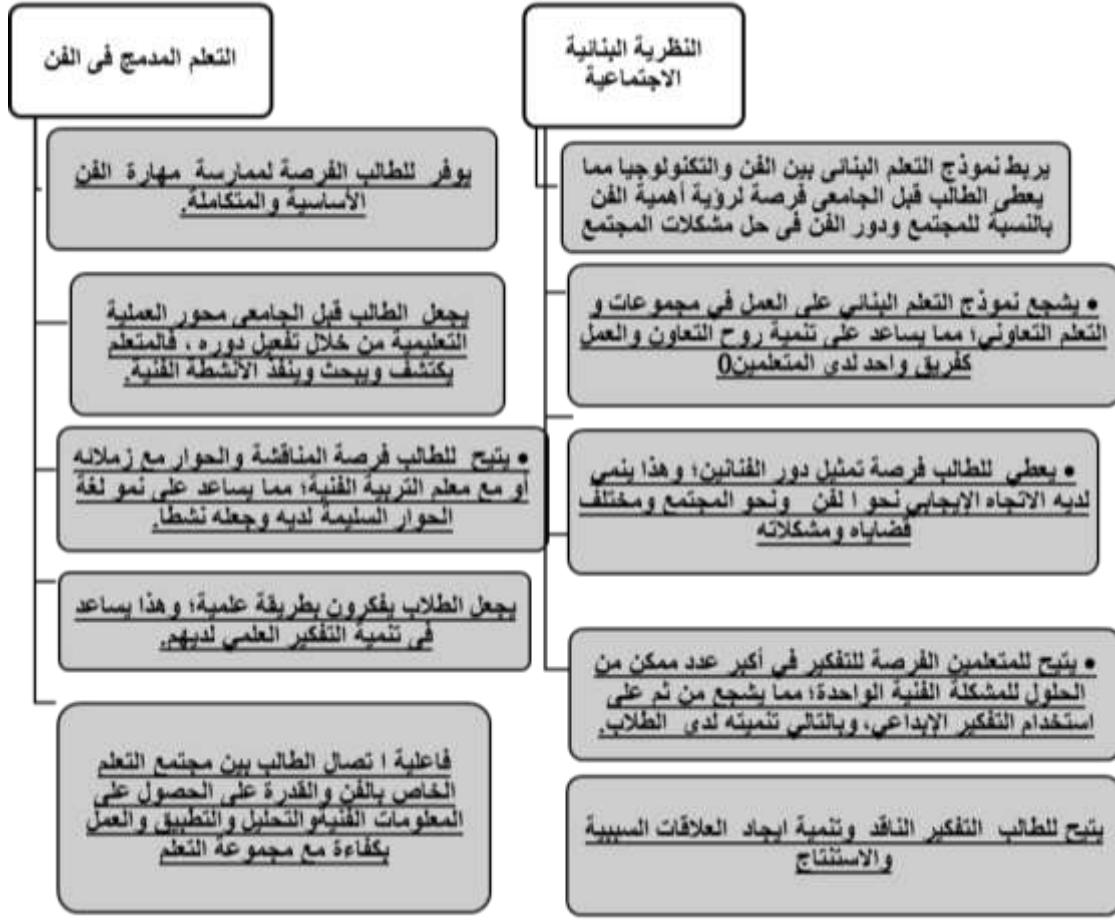 النظرية البنائية
الاجتماعية
يربط نموذج التعلم البنائى بين الفن والتكنولوجيا مما
يعطى الطالب قبل الجامعى فرصة لرؤية أهمية الفن
بالنسبة للمجتمع ودور الفن فى حل مشكلات المجتمع
• يشجع نموذج التعلم البنائي على العمل في مجموعات و
التعلم التعاوني؛ مما يساعد على تنمية روح التعاون والعمل
كفريق واحد لدى المتعلمين0
• يعطي للطالب فرصة تمثيل دور الفنانين؛ وهذا ينمي
لديه الاتجاه الإيجابي نحو ا لفن ونحو المجتمع ومختلف
قضاياه ومشكلاته
• يتيح للمتعلمين الفرصة للتفكير في أكبر عدد ممكن من
الحلول للمشكلة الفنية الواحدة؛ مما يشجع من ثم على
استخدام التفكير الإبداعي، وبالتالي تنميته لدى الطلاب.
يتيح للطالب التفكير الناقد وتنمية ايجاد العلاقات السببية
والاستنتاج
التعلم المدمج فى الفن
يوفر للطالب الفرصة لممارسة مهارة الفن
الأساسية والمتكاملة.
يجعل الطالب قبل الجامعى محور العملية
التعليمية من خلال تفعيل دوره ، فالمتعلم
يكتشف ويبحث وينفذ الأنشطة الفنية.
• يتيح للطالب فرصة المناقشة والحوار مع زملائه
أو مع معلم التربية الفنية؛ مما يساعد على نمو لغة
الحوار السليمة لديه وجعله نشطا.
يجعل الطلاب يفكرون بطريقة علمية؛ وهذا يساعد
في تنمية التفكير العلمي لديهم.
فاعلية ا تصال الطالب بين مجتمع التعلم
الخاص بالفن والقدرة على الحصول على
المعلومات الفنيةوالتحليل والتطبيق والعمل
بكفاءة مع مجموعة التعلم